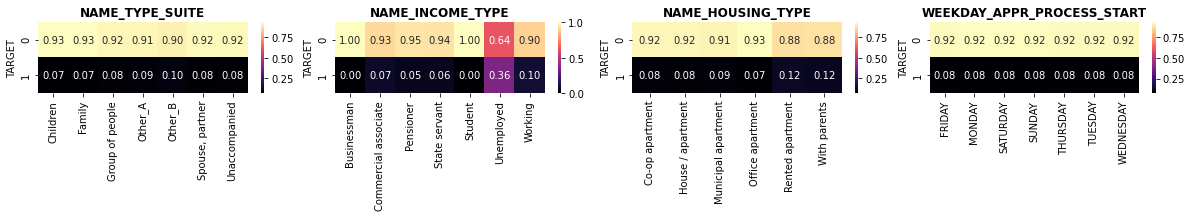 NAME_TYPE_SUITE
TARGET
0
1
0.93 0.93 0.92 0.91 0.90 0.92 0.92
0.07 0.07 0.08 0.09 0.10 0.08 0.08
Children
Family
Group of people
Other_A
Other_B
Spouse, partner
Unaccompanied
0.75
0.50
0.25
NAME_INCOME_TYPE
TARGET
0
1
1.00 0.93 0.95 0.94 1.00 0.64 0.90
0.00 0.07 0.05 0.06 0.00 0.36 0.10
Businessman
Commercial associate
Pensioner
State servant
Student
Unemployed
Working
1.0
0.5
0.0
NAME_HOUSING_TYPE
TARGET
0
1
0.92 0.92 0.91 0.93 0.88 0.88
0.08 0.08 0.09 0.07 0.12 0.12
Co-op apartment
House / apartment
Municipal apartment
Office apartment
Rented apartment
With parents
0.75
0.50
0.25
WEEKDAY_APPR_PROCESS_START
TARGET
0
1
0.92 0.92 0.92 0.92 0.92 0.92 0.92
0.08 0.08 0.08 0.08 0.08 0.08 0.08
FRIDAY
MONDAY
SATURDAY
SUNDAY
THURSDAY
TUESDAY
WEDNESDAY
0.75
0.50
0.25